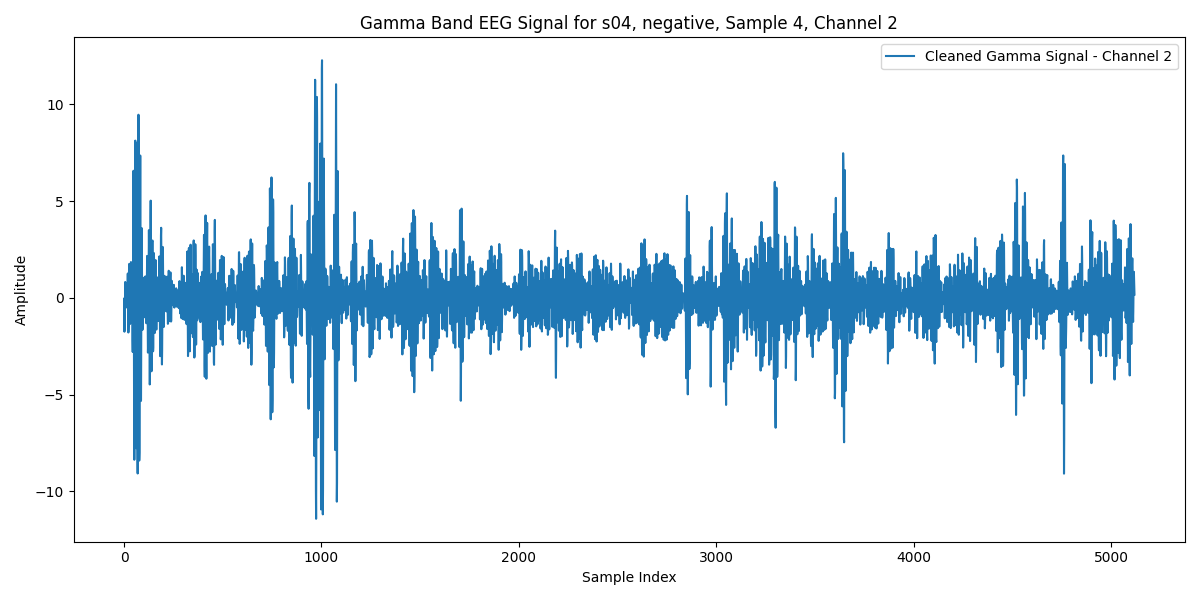 Gamma Band EEG Signal for s04, negative, Sample 4, Channel 2
Cleaned Gamma Signal - Channel 2
Amplitude
10
5
0
−5
−10
0 1000 2000 3000 4000 5000
Sample Index